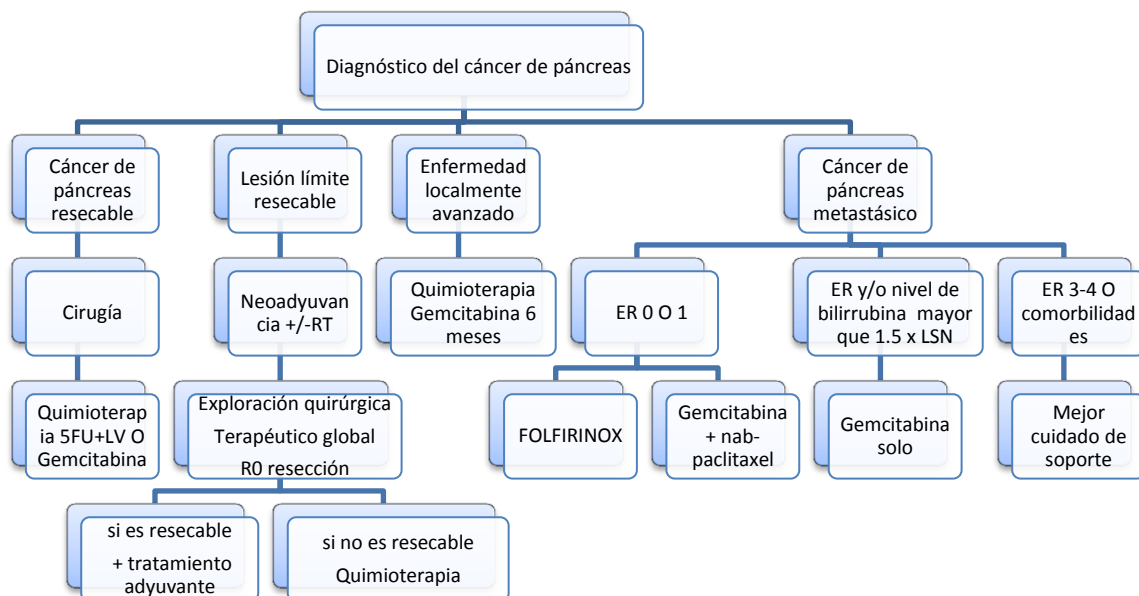 Diagnóstico del cáncer de páncreas
Cáncer de
páncreas
resecable
Lesión límite
resecable
Enfermedad
localmente
avanzado
Cáncer de
páncreas
metastásico
Cirugía
Neoadyuvan
cia +/-RT
Quimioterapia
Gemcitabina 6
meses
ER 0 O 1
ER y/o nivel de
bilirrubina mayor
que 1.5 x LSN
ER 3-4 O
comorbilidad
es
Quimioterap
ia 5FU+LV O
Gemcitabina
Exploración quirúrgica
Terapéutico global
R0 resección
FOLFIRINOX
Gemcitabina
+ nab-
paclitaxel
Gemcitabina
solo
Mejor
cuidado de
soporte
si es resecable
+ tratamiento
adyuvante
si no es resecable
Quimioterapia